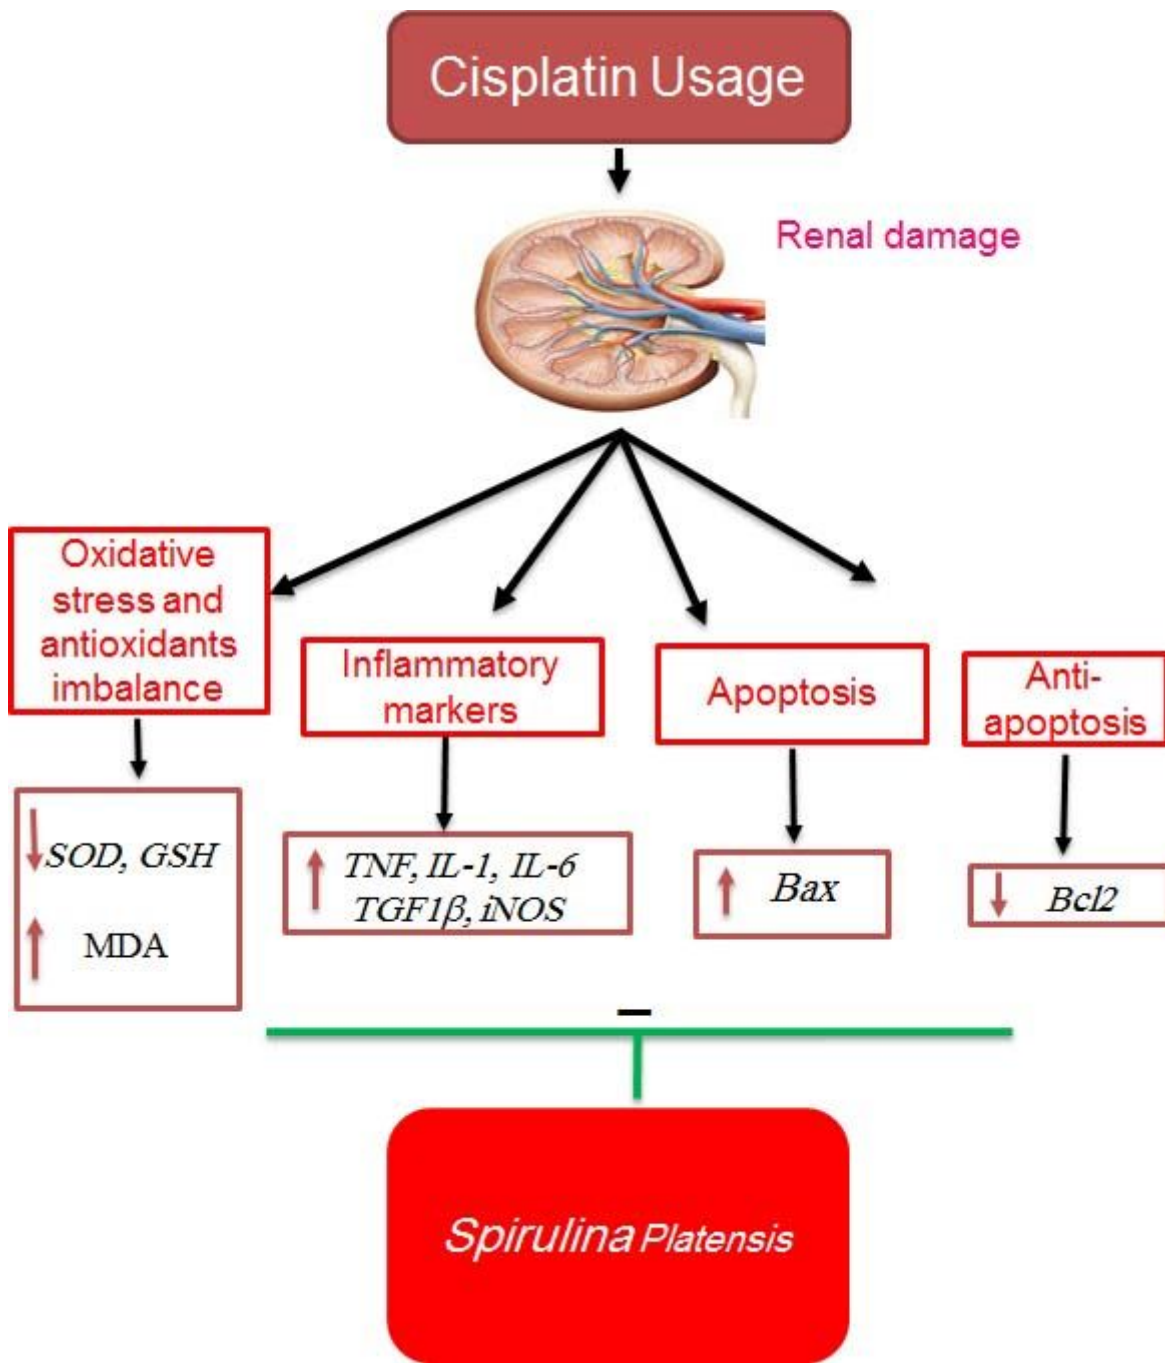 Cisplatin Usage
Renal damage
Oxidative
stress and
antioxidants
imbalance
Inflammatory
markers
Apoptosis
Anti-
apoptosis
SOD, GSH
MDA
TNF, IL-1, IL-6
TGF1β, iNOS
Bax
Bcl2
Spirulina Platensis